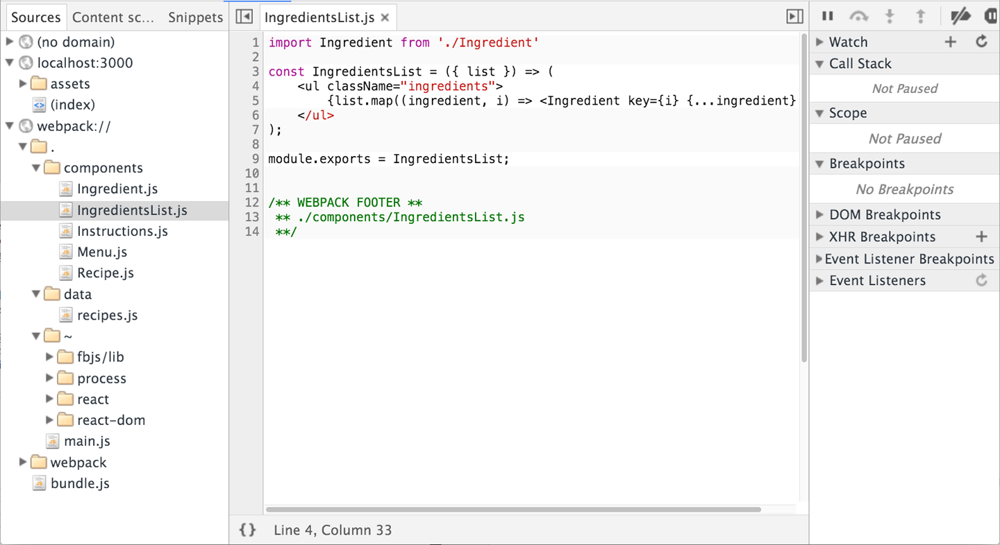 Sources Content sc... Snippets
(no domain)
localhost:3000
assets
(index)
webpack://
.
components
Ingredient.js
IngredientsList.js
Instructions.js
Menu.js
Recipe.js
data
recipes.js
~
fbjs/lib
process
react
react-dom
main.js
webpack
bundle.js
IngredientsList.js ×
1 import Ingredient from './Ingredient'
2
3 const IngredientsList = ({ list }) => (
4     <ul className="ingredients">
5         {list.map((ingredient, i) => <Ingredient key={i} {...ingredient}
6     </ul>
7 );
8
9 module.exports = IngredientsList;
10
11
12 /** WEBPACK FOOTER **
13  ** ./components/IngredientsList.js
14  **/
{} Line 4, Column 33
Watch +
Call Stack
Not Paused
Scope
Not Paused
Breakpoints
No Breakpoints
DOM Breakpoints
XHR Breakpoints +
Event Listener Breakpoints
Event Listeners